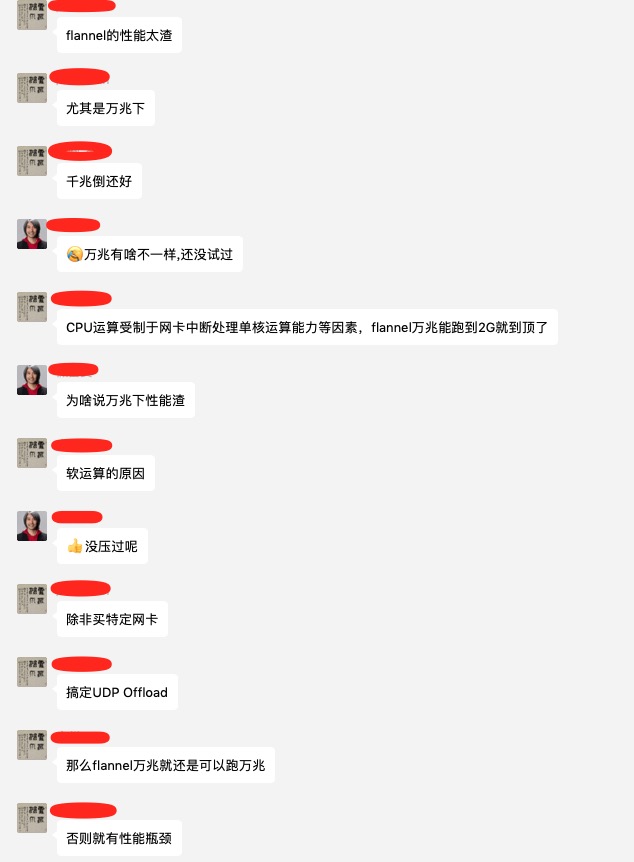 flannel的性能太渣
尤其是万兆下
千兆倒还好
😂万兆有啥不一样,还没试过
CPU运算受制于网卡中断处理单核运算能力等因素，flannel万兆能跑到2G就到顶了
为啥说万兆下性能渣
软运算的原因
👍没压过呢
除非买特定网卡
搞定UDP Offload
那么flannel万兆就还是可以跑万兆
否则就有性能瓶颈